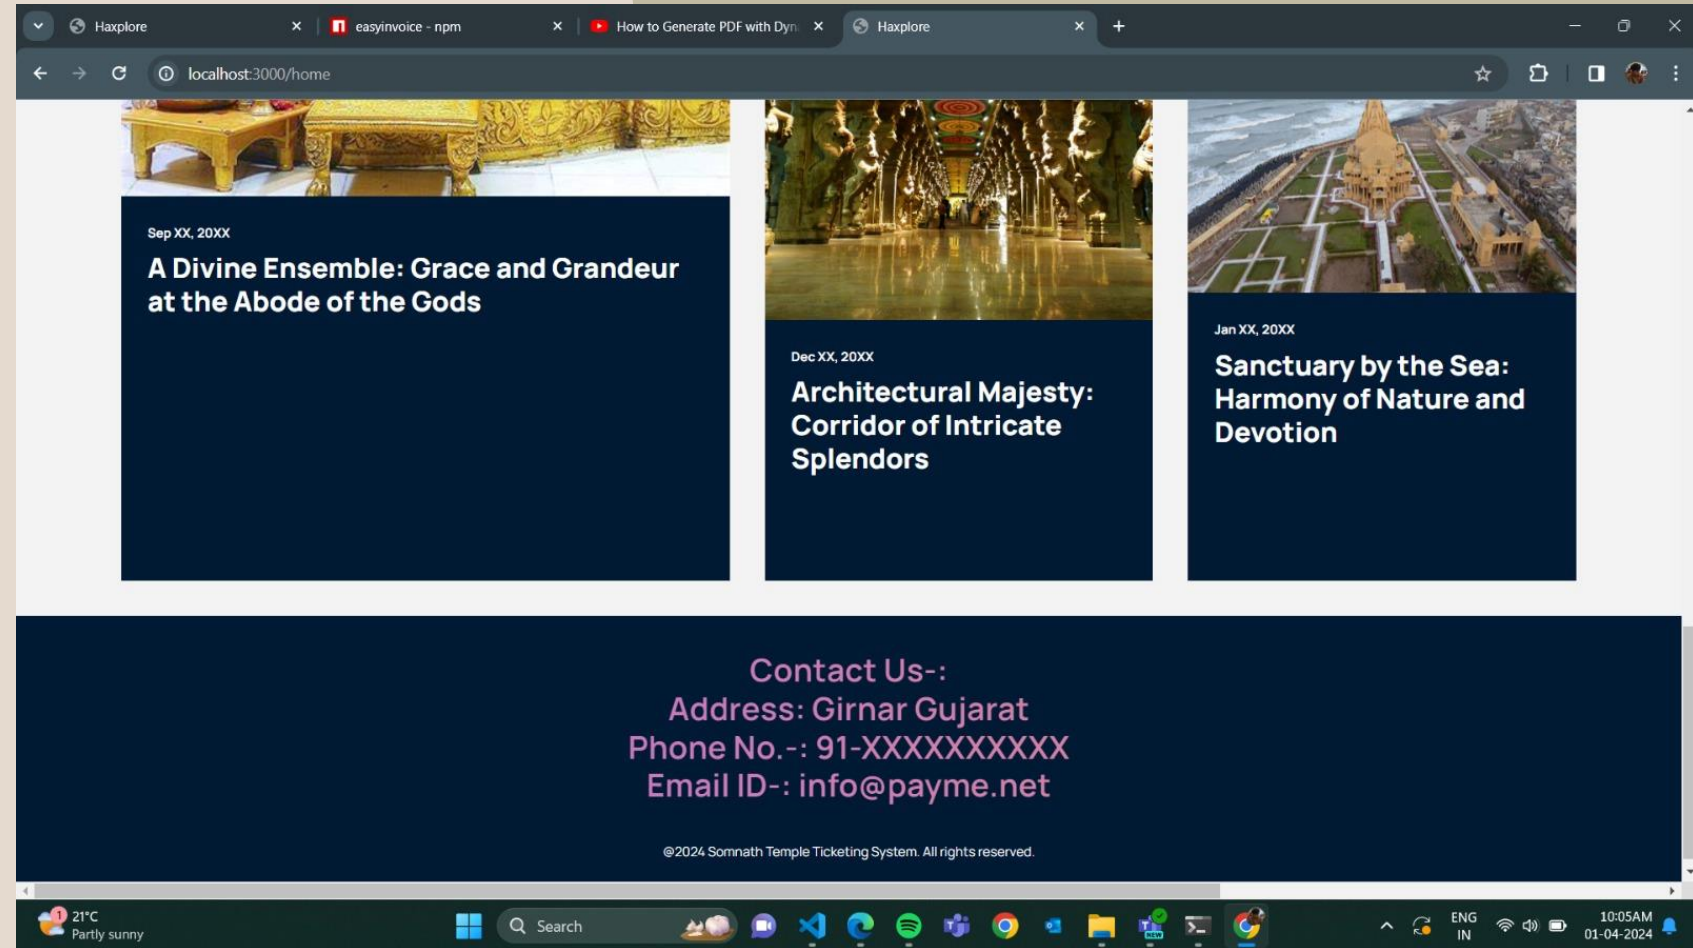 Haxplore
easyinvoice - npm
How to Generate PDF with Dyn
Haxplore
localhost:3000/home
Sep XX, 20XX
A Divine Ensemble: Grace and Grandeur
at the Abode of the Gods
Dec XX, 20XX
Architectural Majesty:
Corridor of Intricate
Splendors
Jan XX, 20XX
Sanctuary by the Sea:
Harmony of Nature and
Devotion
Contact Us-:
Address: Girnar Gujarat
Phone No.-: 91-XXXXXXXXXX
Email ID-: info@payme.net
@2024 Somnath Temple Ticketing System. All rights reserved.
1
21°C
Partly sunny
Search
NEW
ENG
IN
10:05AM
01-04-2024